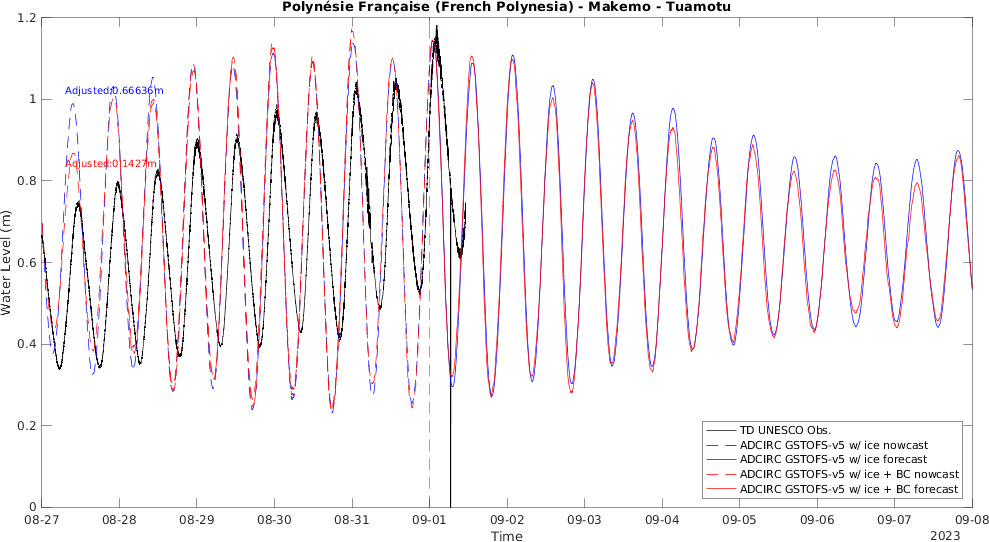 Polynésie Française (French Polynesia) - Makemo - Tuamotu
1.2
1
0.8
0.6
0.4
0.2
0
Water Level (m)
Adjusted:0.66636m
Adjusted:0.1427m
TD UNESCO Obs.
ADCIRC GSTOFS-v5 w/ ice nowcast
ADCIRC GSTOFS-v5 w/ ice forecast
ADCIRC GSTOFS-v5 w/ ice + BC nowcast
ADCIRC GSTOFS-v5 w/ ice + BC forecast
08-27 08-28 08-29 08-30 08-31 09-01 09-02 09-03 09-04 09-05 09-06 09-07 09-08
Time
2023